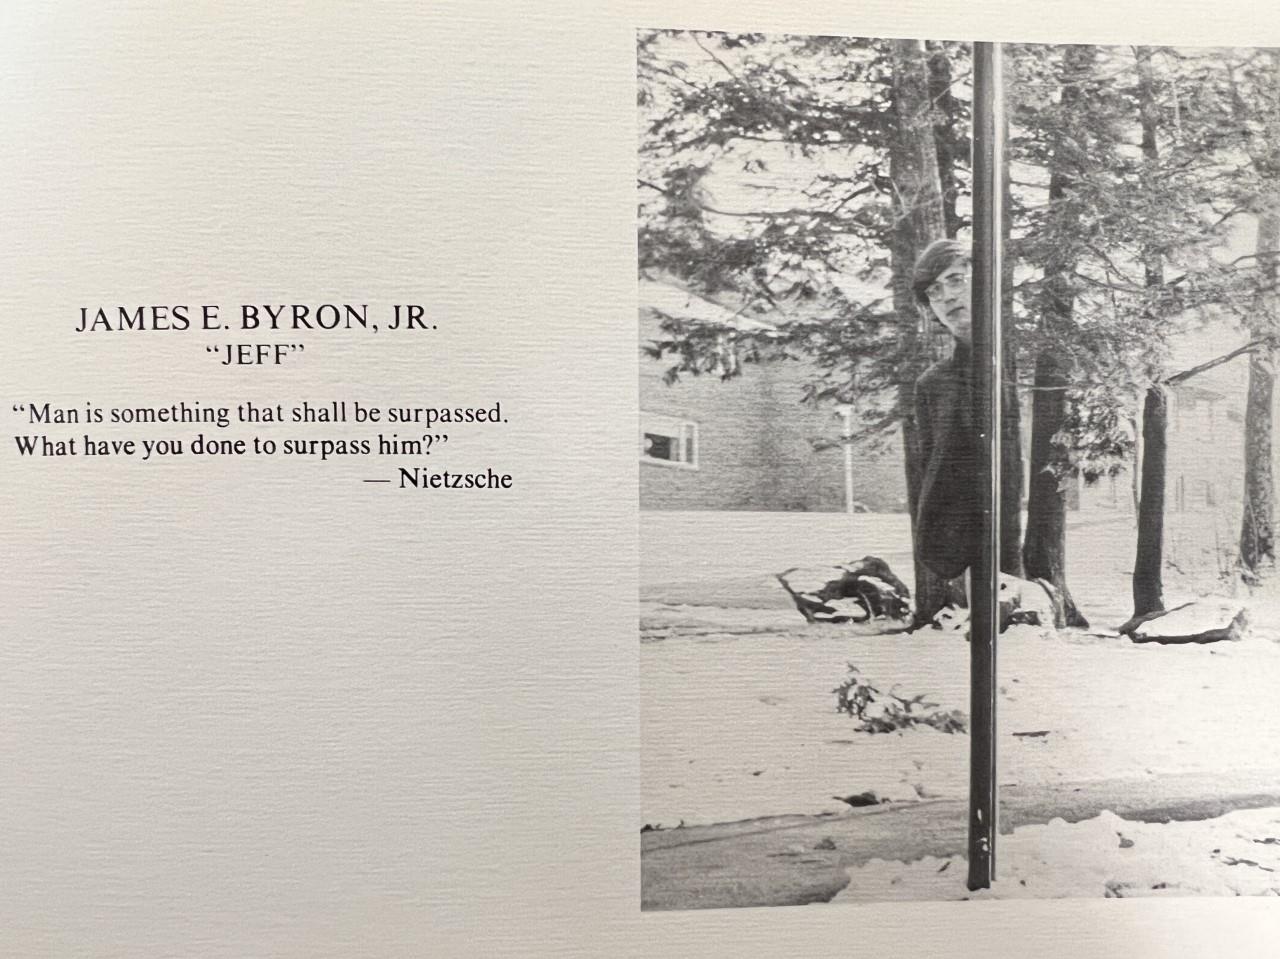 JAMES E. BYRON, JR.
“JEFF”
“Man is something that shall be surpassed.
What have you done to surpass him?”
— Nietzsche